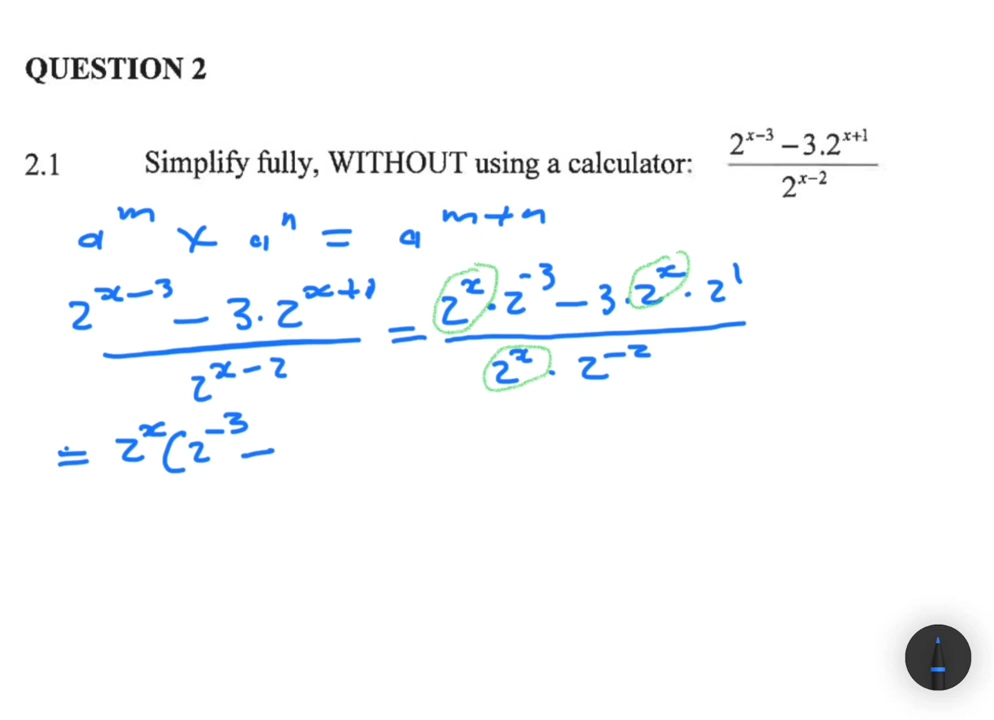 QUESTION 2
2.1 Simplify fully, WITHOUT using a calculator: (2^{x-3} - 3.2^{x+1})/(2^{x-2})
a^m × a^n = a^{m+n}
(2^{x-3} - 3.2^{x+1})/(2^{x-2}) = (2^x . 2^{-3} - 3.2^x . 2^1)/(2^x . 2^{-2})
= 2^x(2^{-3} -